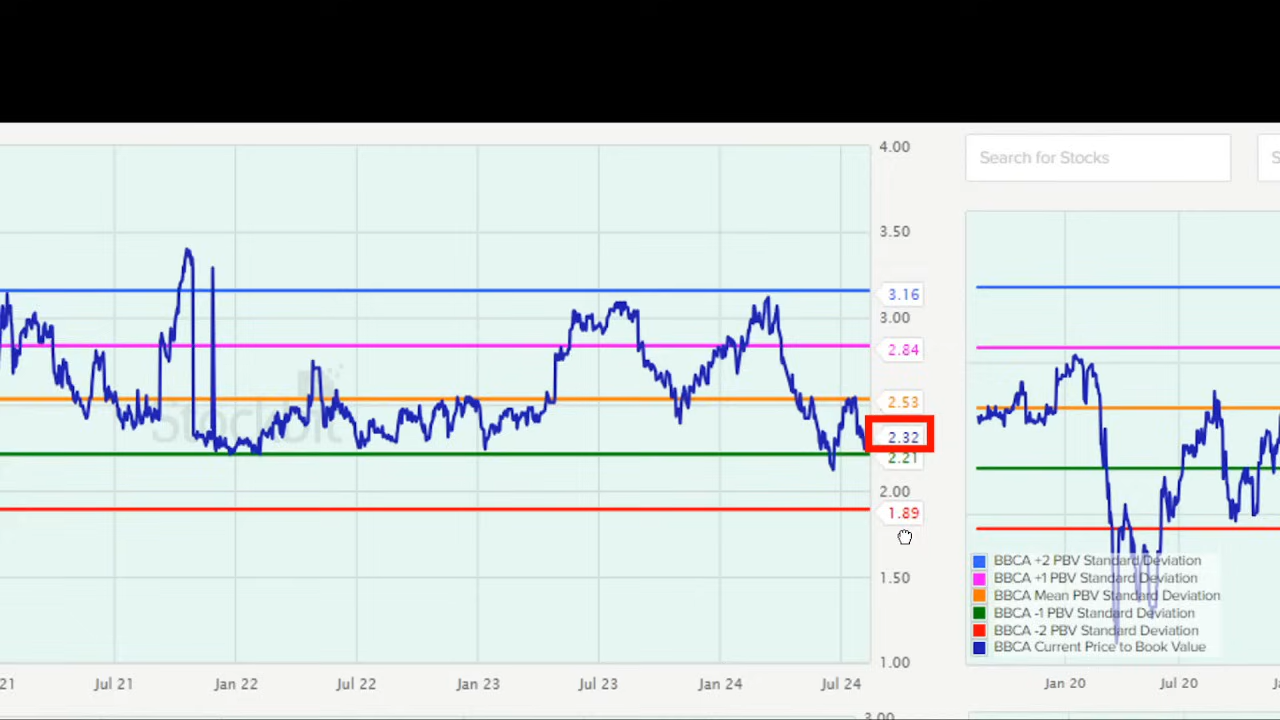 4.00
3.50
3.16
3.00
2.84
2.53
2.32
2.21
2.00
1.89
1.50
1.00
Stockbit
Jul 21
Jan 22
Jul 22
Jan 23
Jul 23
Jan 24
Jul 24
Search for Stocks
S
BBCA +2 PBV Standard Deviation
BBCA +1 PBV Standard Deviation
BBCA Mean PBV Standard Deviation
BBCA -1 PBV Standard Deviation
BBCA -2 PBV Standard Deviation
BBCA Current Price to Book Value
Jan 20
Jul 20